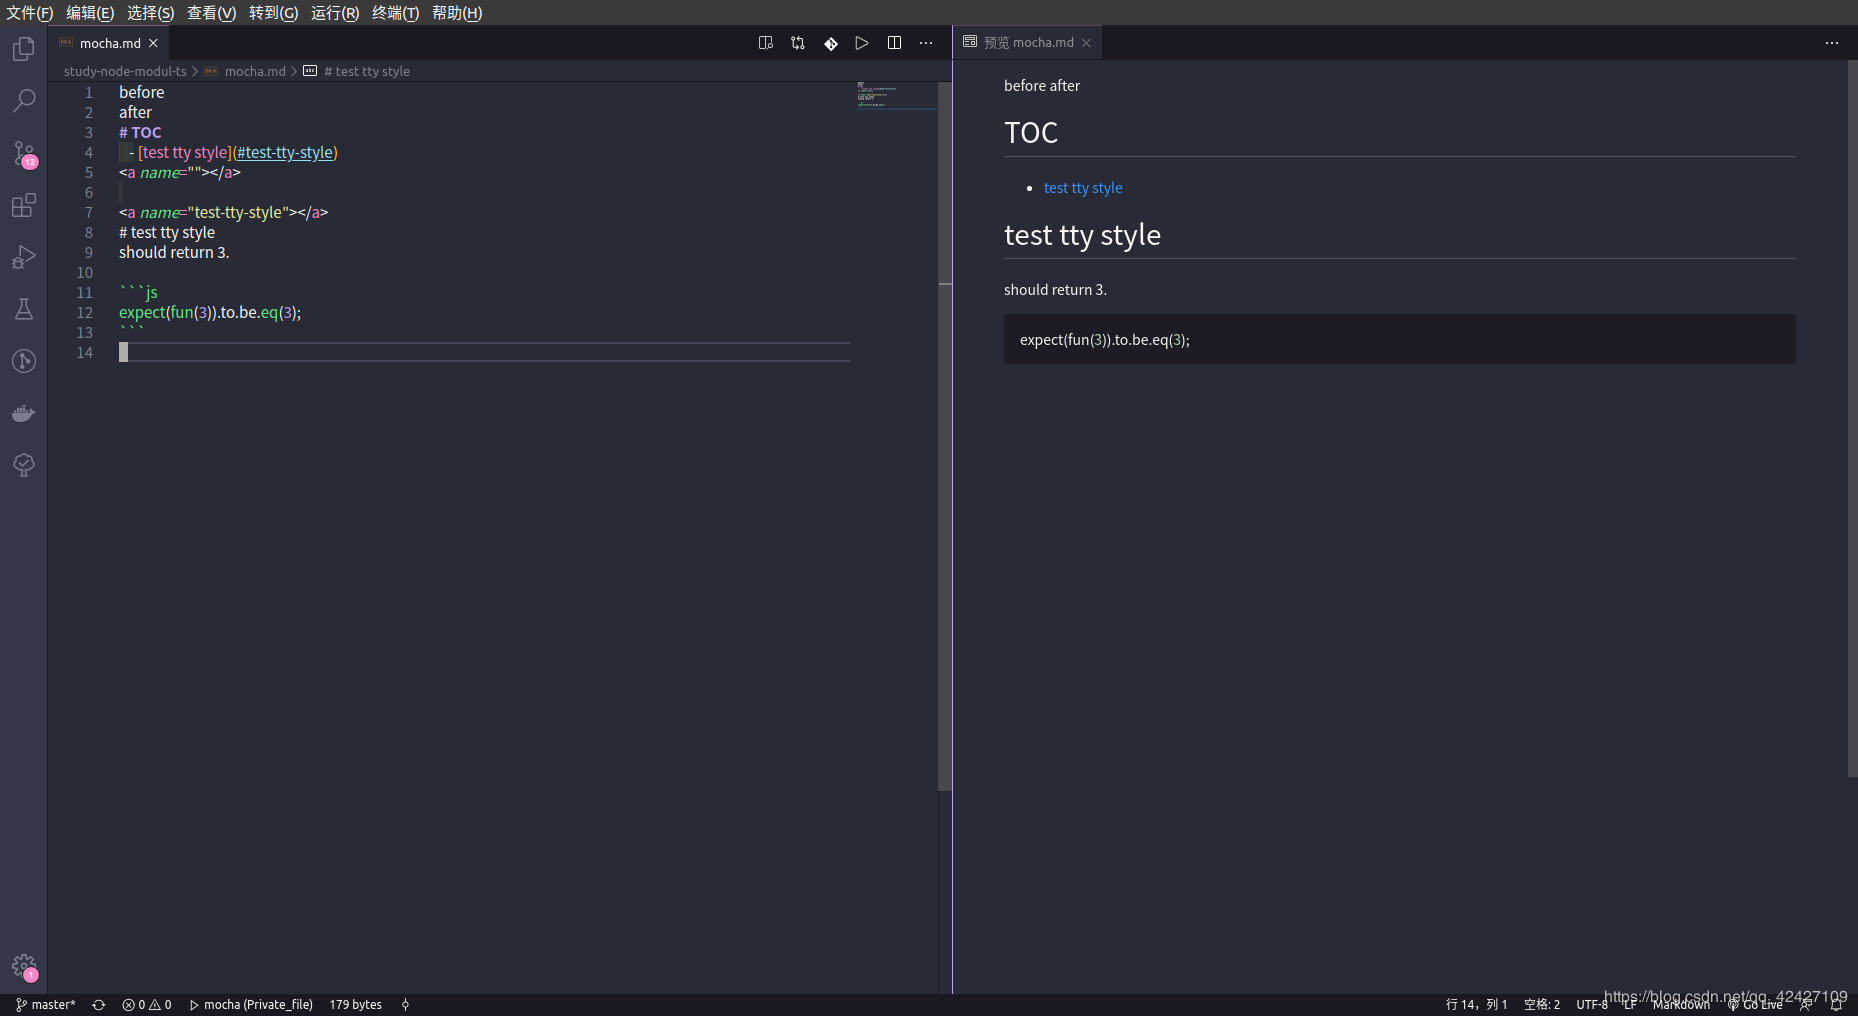 文件(F) 编辑(E) 选择(S) 查看(V) 转到(G) 运行(R) 终端(T) 帮助(H)
mocha.md
study-node-modul-ts > mocha.md > # test tty style
1 before
2 after
3 # TOC
4 - [test tty style](#test-tty-style)
5 <a name=""></a>
6
7 <a name="test-tty-style"></a>
8 # test tty style
9 should return 3.
10
11 ```js
12 expect(fun(3)).to.be.eq(3);
13 ```
14
12
1
预览 mocha.md
before after
TOC
• test tty style
test tty style
should return 3.
expect(fun(3)).to.be.eq(3);
master* 0 0 mocha (Private_file) 179 bytes
行 14，列 1 空格: 2 UTF-8 LF Markdown Go Live
https://blog.csdn.net/qq_42427109